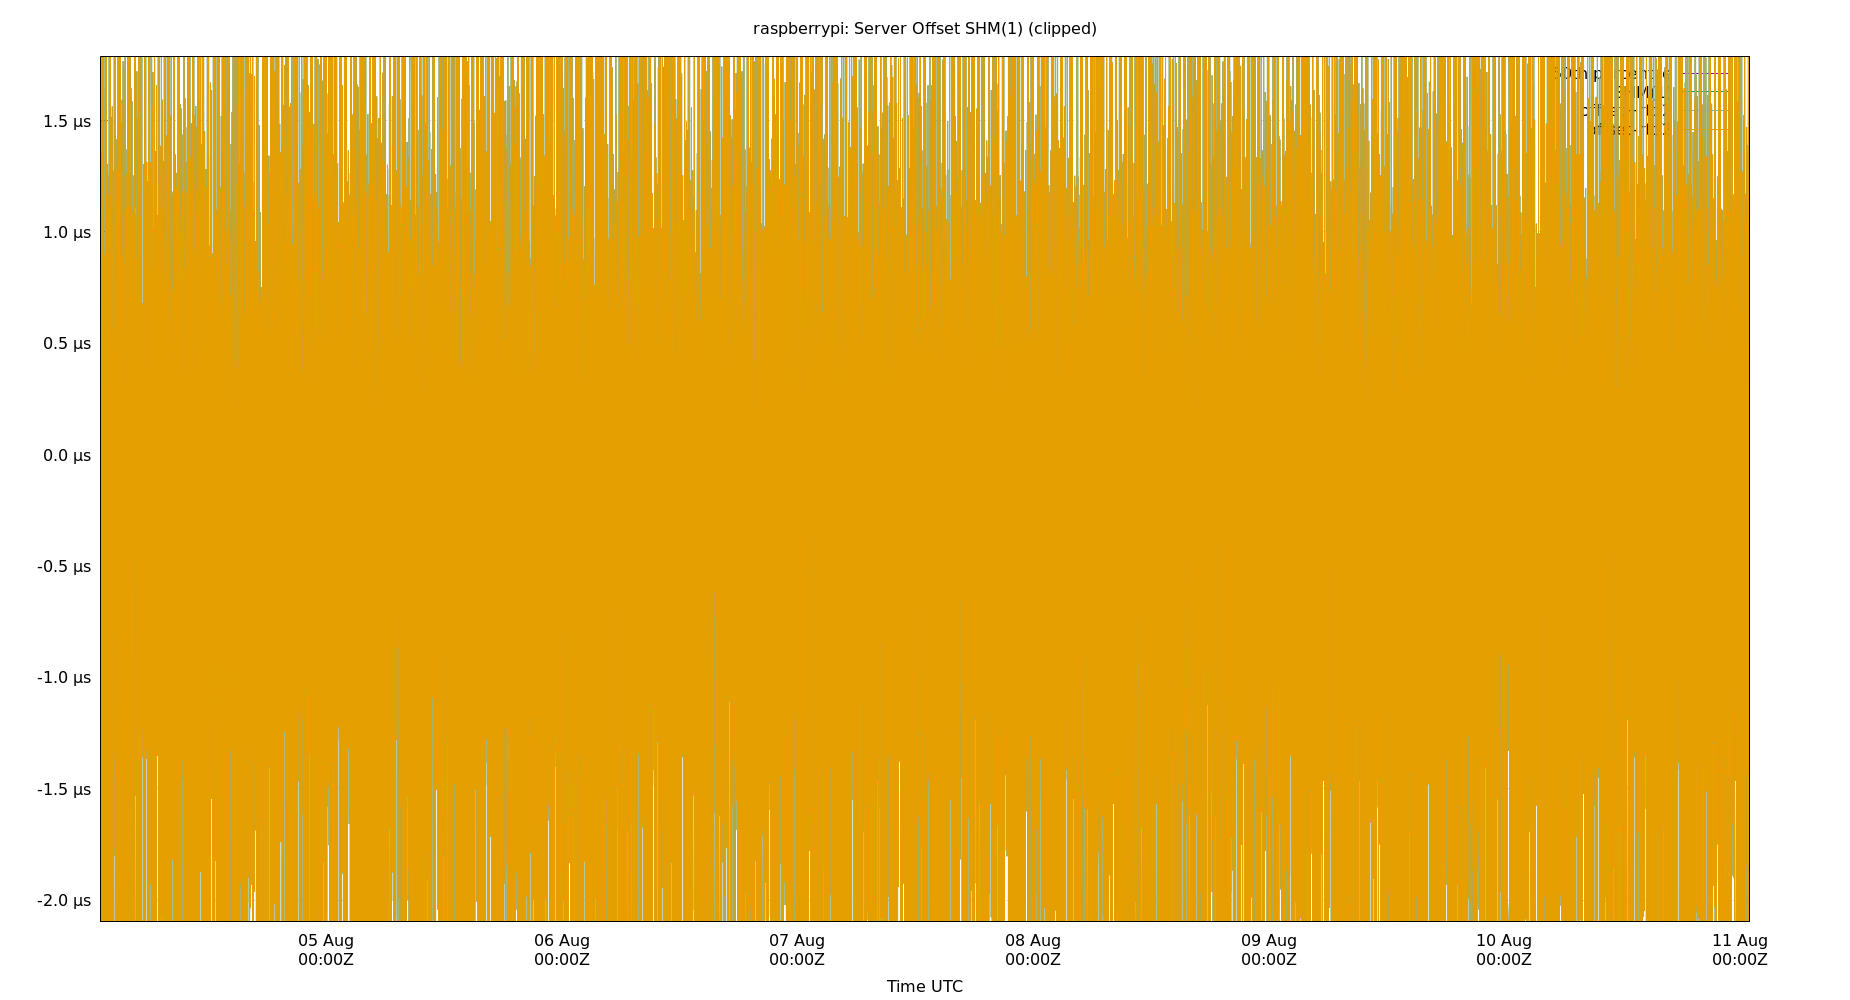 raspberrypi: Server Offset SHM(1) (clipped)
1.5 µs
1.0 µs
0.5 µs
0.0 µs
-0.5 µs
-1.0 µs
-1.5 µs
-2.0 µs
05 Aug 06 Aug 07 Aug 08 Aug 09 Aug 10 Aug 11 Aug
00:00Z 00:00Z 00:00Z 00:00Z 00:00Z 00:00Z 00:00Z
Time UTC